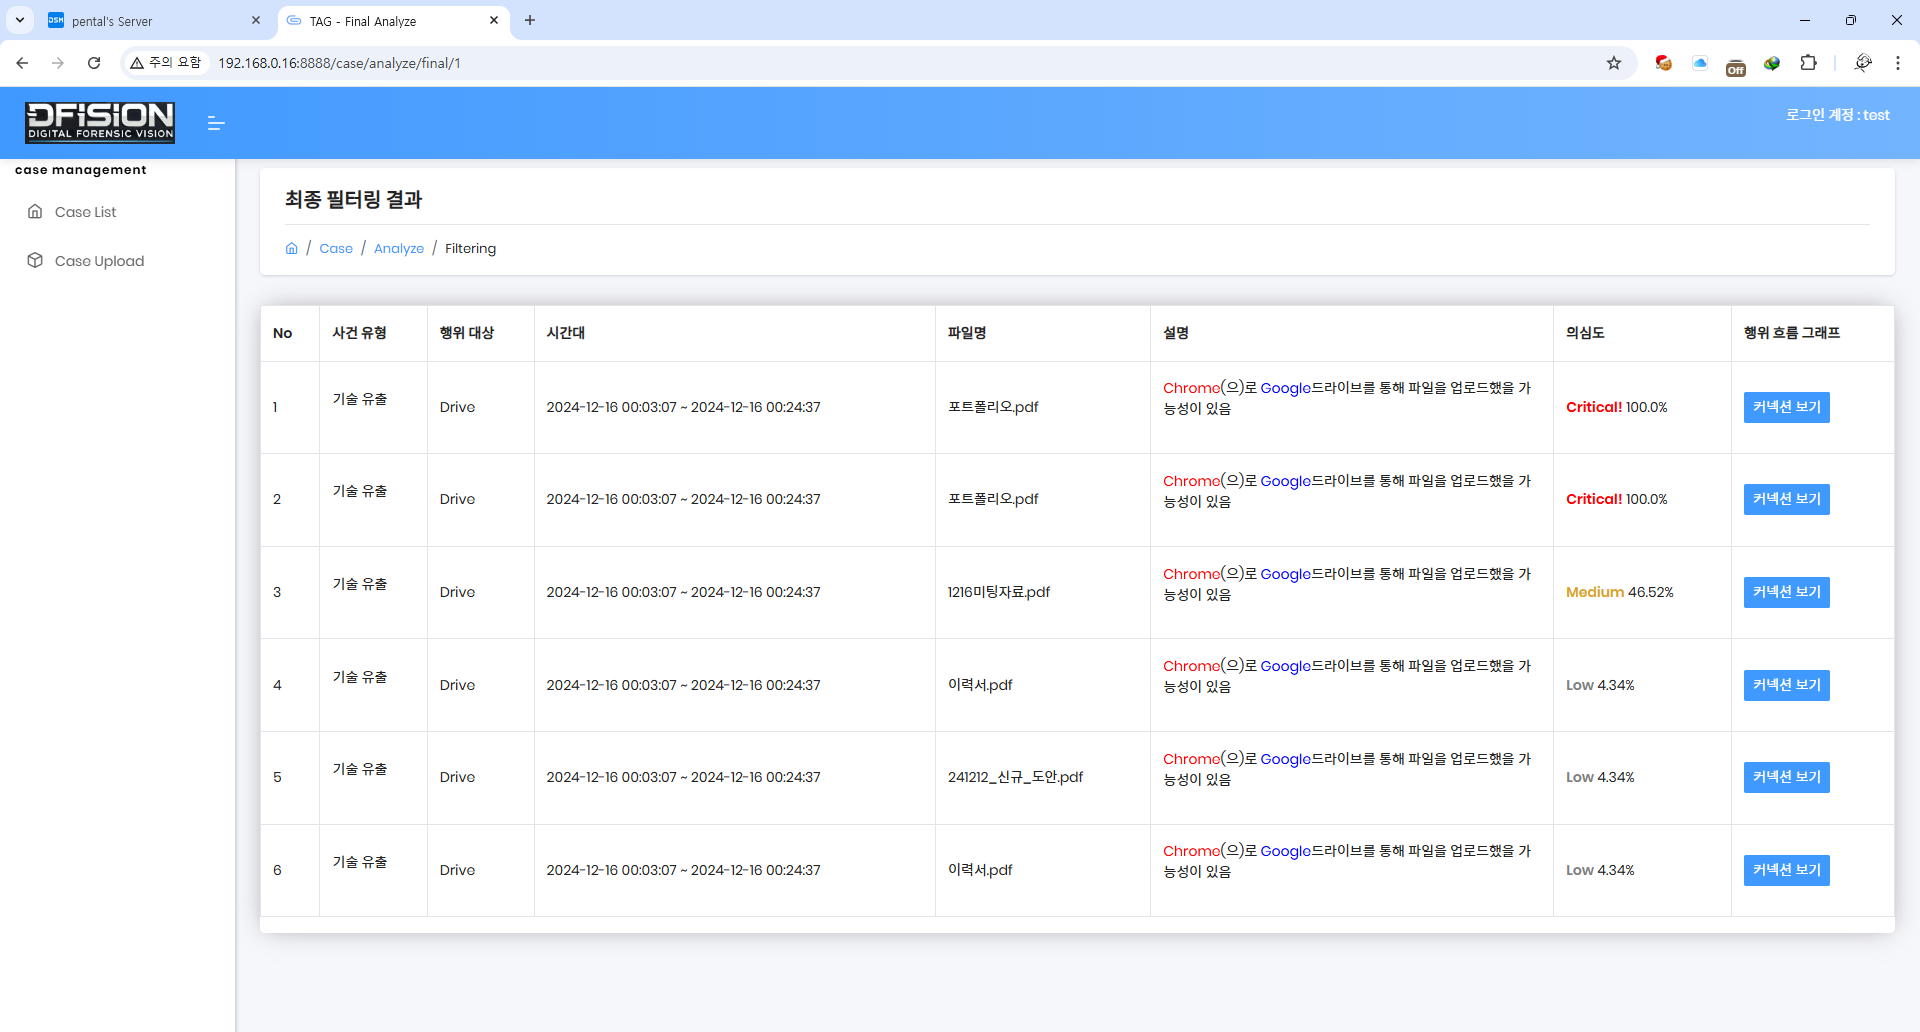 pental's Server
TAG - Final Analyze
주의 요함
192.168.0.16:8888/case/analyze/final/1
Off
DFiSiON
DIGITAL FORENSIC VISION
로그인 계정 : test
case management
Case List
Case Upload
최종 필터링 결과
/ Case / Analyze / Filtering
No 사건 유형 행위 대상 시간대 파일명 설명 의심도 행위 흐름 그래프
1 기술 유출 Drive 2024-12-16 00:03:07 ~ 2024-12-16 00:24:37 포트폴리오.pdf Chrome(으)로 Google드라이브를 통해 파일을 업로드했을 가
능성이 있음 Critical! 100.0% 커넥션 보기
2 기술 유출 Drive 2024-12-16 00:03:07 ~ 2024-12-16 00:24:37 포트폴리오.pdf Chrome(으)로 Google드라이브를 통해 파일을 업로드했을 가
능성이 있음 Critical! 100.0% 커넥션 보기
3 기술 유출 Drive 2024-12-16 00:03:07 ~ 2024-12-16 00:24:37 1216미팅자료.pdf Chrome(으)로 Google드라이브를 통해 파일을 업로드했을 가
능성이 있음 Medium 46.52% 커넥션 보기
4 기술 유출 Drive 2024-12-16 00:03:07 ~ 2024-12-16 00:24:37 이력서.pdf Chrome(으)로 Google드라이브를 통해 파일을 업로드했을 가
능성이 있음 Low 4.34% 커넥션 보기
5 기술 유출 Drive 2024-12-16 00:03:07 ~ 2024-12-16 00:24:37 241212_신규_도안.pdf Chrome(으)로 Google드라이브를 통해 파일을 업로드했을 가
능성이 있음 Low 4.34% 커넥션 보기
6 기술 유출 Drive 2024-12-16 00:03:07 ~ 2024-12-16 00:24:37 이력서.pdf Chrome(으)로 Google드라이브를 통해 파일을 업로드했을 가
능성이 있음 Low 4.34% 커넥션 보기